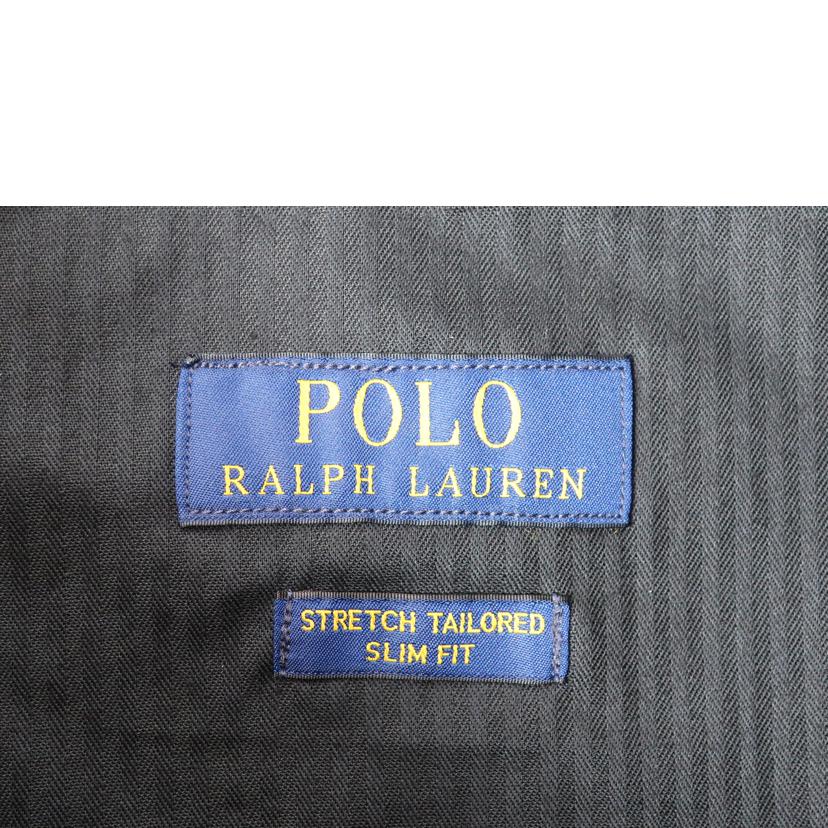 POLO
RALPH LAUREN
STRETCH TAILORED
SLIM FIT